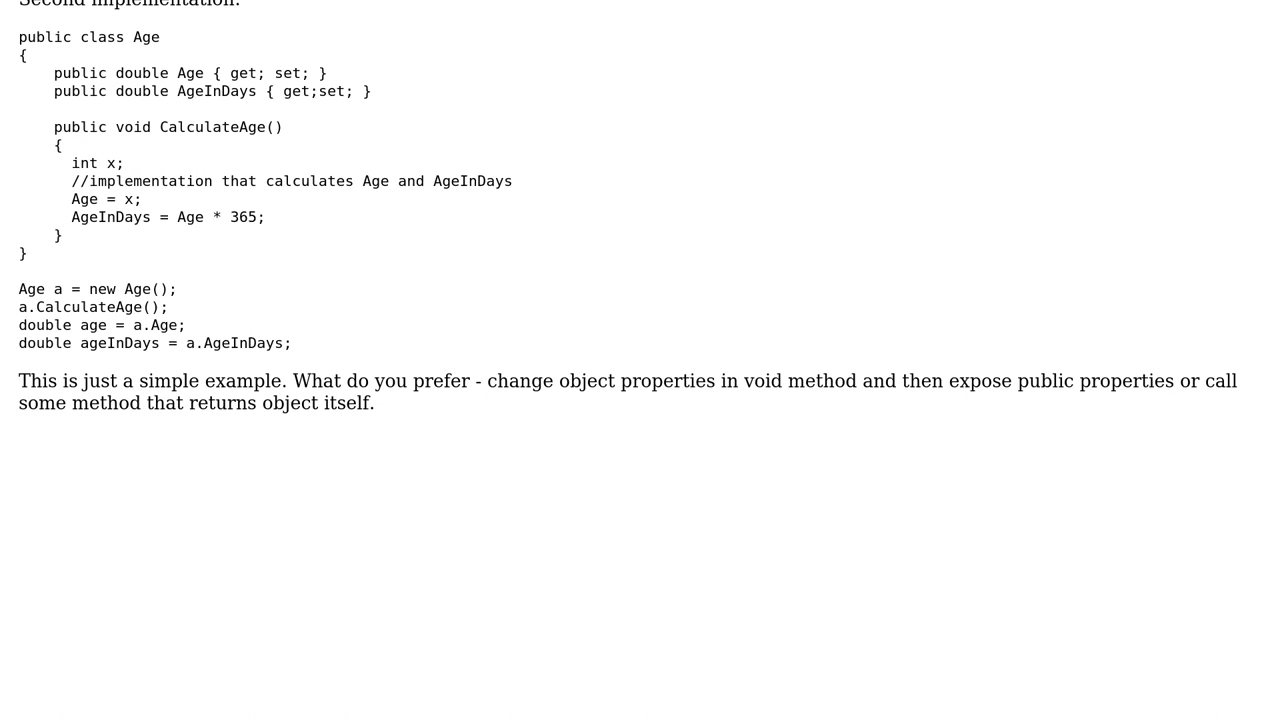 Second implementation:
public class Age
{
    public double Age { get; set; }
    public double AgeInDays { get;set; }

    public void CalculateAge()
    {
      int x;
      //implementation that calculates Age and AgeInDays
      Age = x;
      AgeInDays = Age * 365;
    }
}

Age a = new Age();
a.CalculateAge();
double age = a.Age;
double ageInDays = a.AgeInDays;
This is just a simple example. What do you prefer - change object properties in void method and then expose public properties or call
some method that returns object itself.